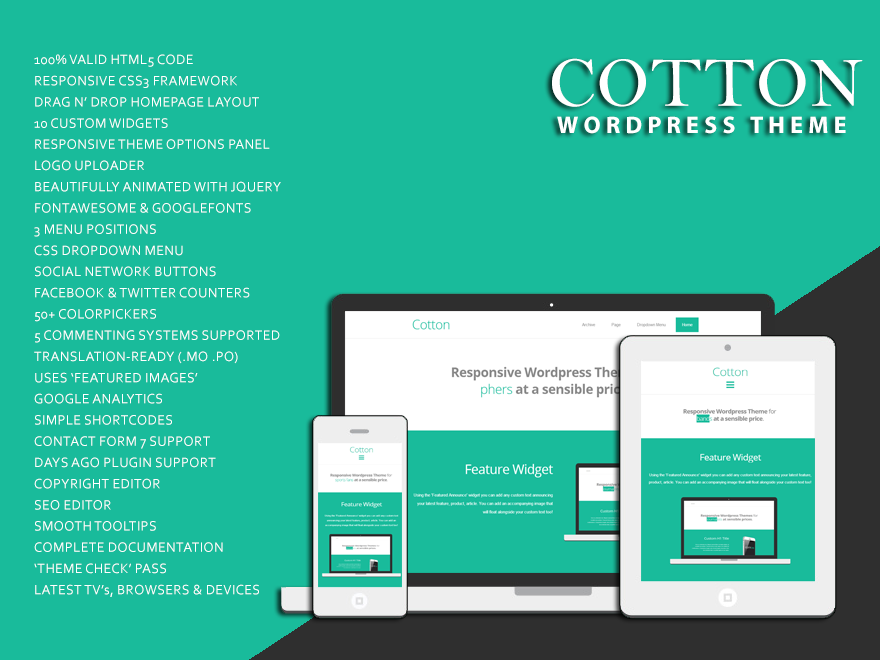 100% VALID HTML5 CODE
RESPONSIVE CSS3 FRAMEWORK
DRAG N' DROP HOMEPAGE LAYOUT
10 CUSTOM WIDGETS
RESPONSIVE THEME OPTIONS PANEL
LOGO UPLOADER
BEAUTIFULLY ANIMATED WITH JQUERY
FONTAWESOME & GOOGLEFONTS
3 MENU POSITIONS
CSS DROPDOWN MENU
SOCIAL NETWORK BUTTONS
FACEBOOK & TWITTER COUNTERS
50+ COLORPICKERS
5 COMMENTING SYSTEMS SUPPORTED
TRANSLATION-READY (.MO .PO)
USES ‘FEATURED IMAGES’
GOOGLE ANALYTICS
SIMPLE SHORTCODES
CONTACT FORM 7 SUPPORT
DAYS AGO PLUGIN SUPPORT
COPYRIGHT EDITOR
SEO EDITOR
SMOOTH TOOLTIPS
COMPLETE DOCUMENTATION
‘THEME CHECK’ PASS
LATEST TV's, BROWSERS & DEVICES
COTTON
WORDPRESS THEME
Cotton
Archive Page Dropdown Menu Home
Responsive Wordpress The
phers at a sensible pric
Feature Widget
Using the 'Featured Announce' widget you can add any custom text announcing
your latest feature, product, article. You can add an accompanying image that
will float alongside your custom text too!
Cotton
Responsive Wordpress Theme for
at a sensible price.
Feature Widget
Using the 'Featured Announce' widget you can add any custom text announcing your latest feature,
product, article. You can add an accompanying image that will float alongside your custom text too!
Cotton
Responsive Wordpress Theme for
at a sensible price.
Feature Widget